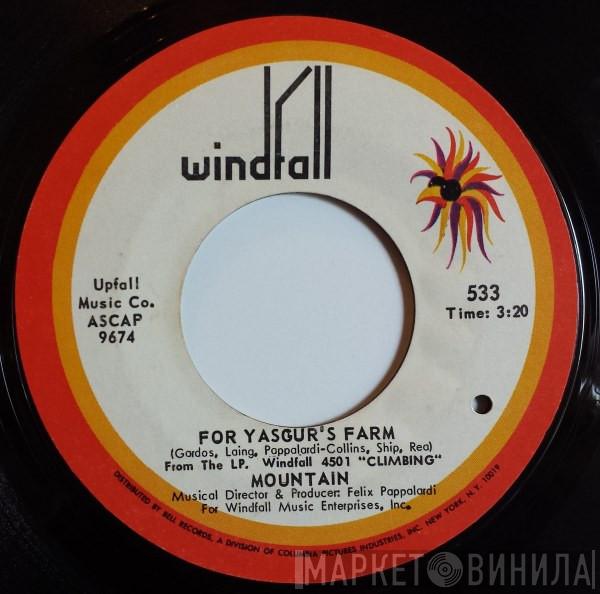 windfall
Upfall
Music Co.
ASCAP
9674
533
Time: 3:20
FOR YASGUR'S FARM
(Gardos, Laing, Pappalardi-Collins, Ship, Rea)
From The LP. Windfall 4501 "CLIMBING"
MOUNTAIN
Musical Director & Producer: Felix Pappalardi
For Windfall Music Enterprises, Inc.
DISTRIBUTED BY BELL RECORDS, A DIVISION OF COLUMBIA PICTURES INDUSTRIES, INC. NEW YORK, N.Y. 10019
МАРКЕТ ВИНИЛА